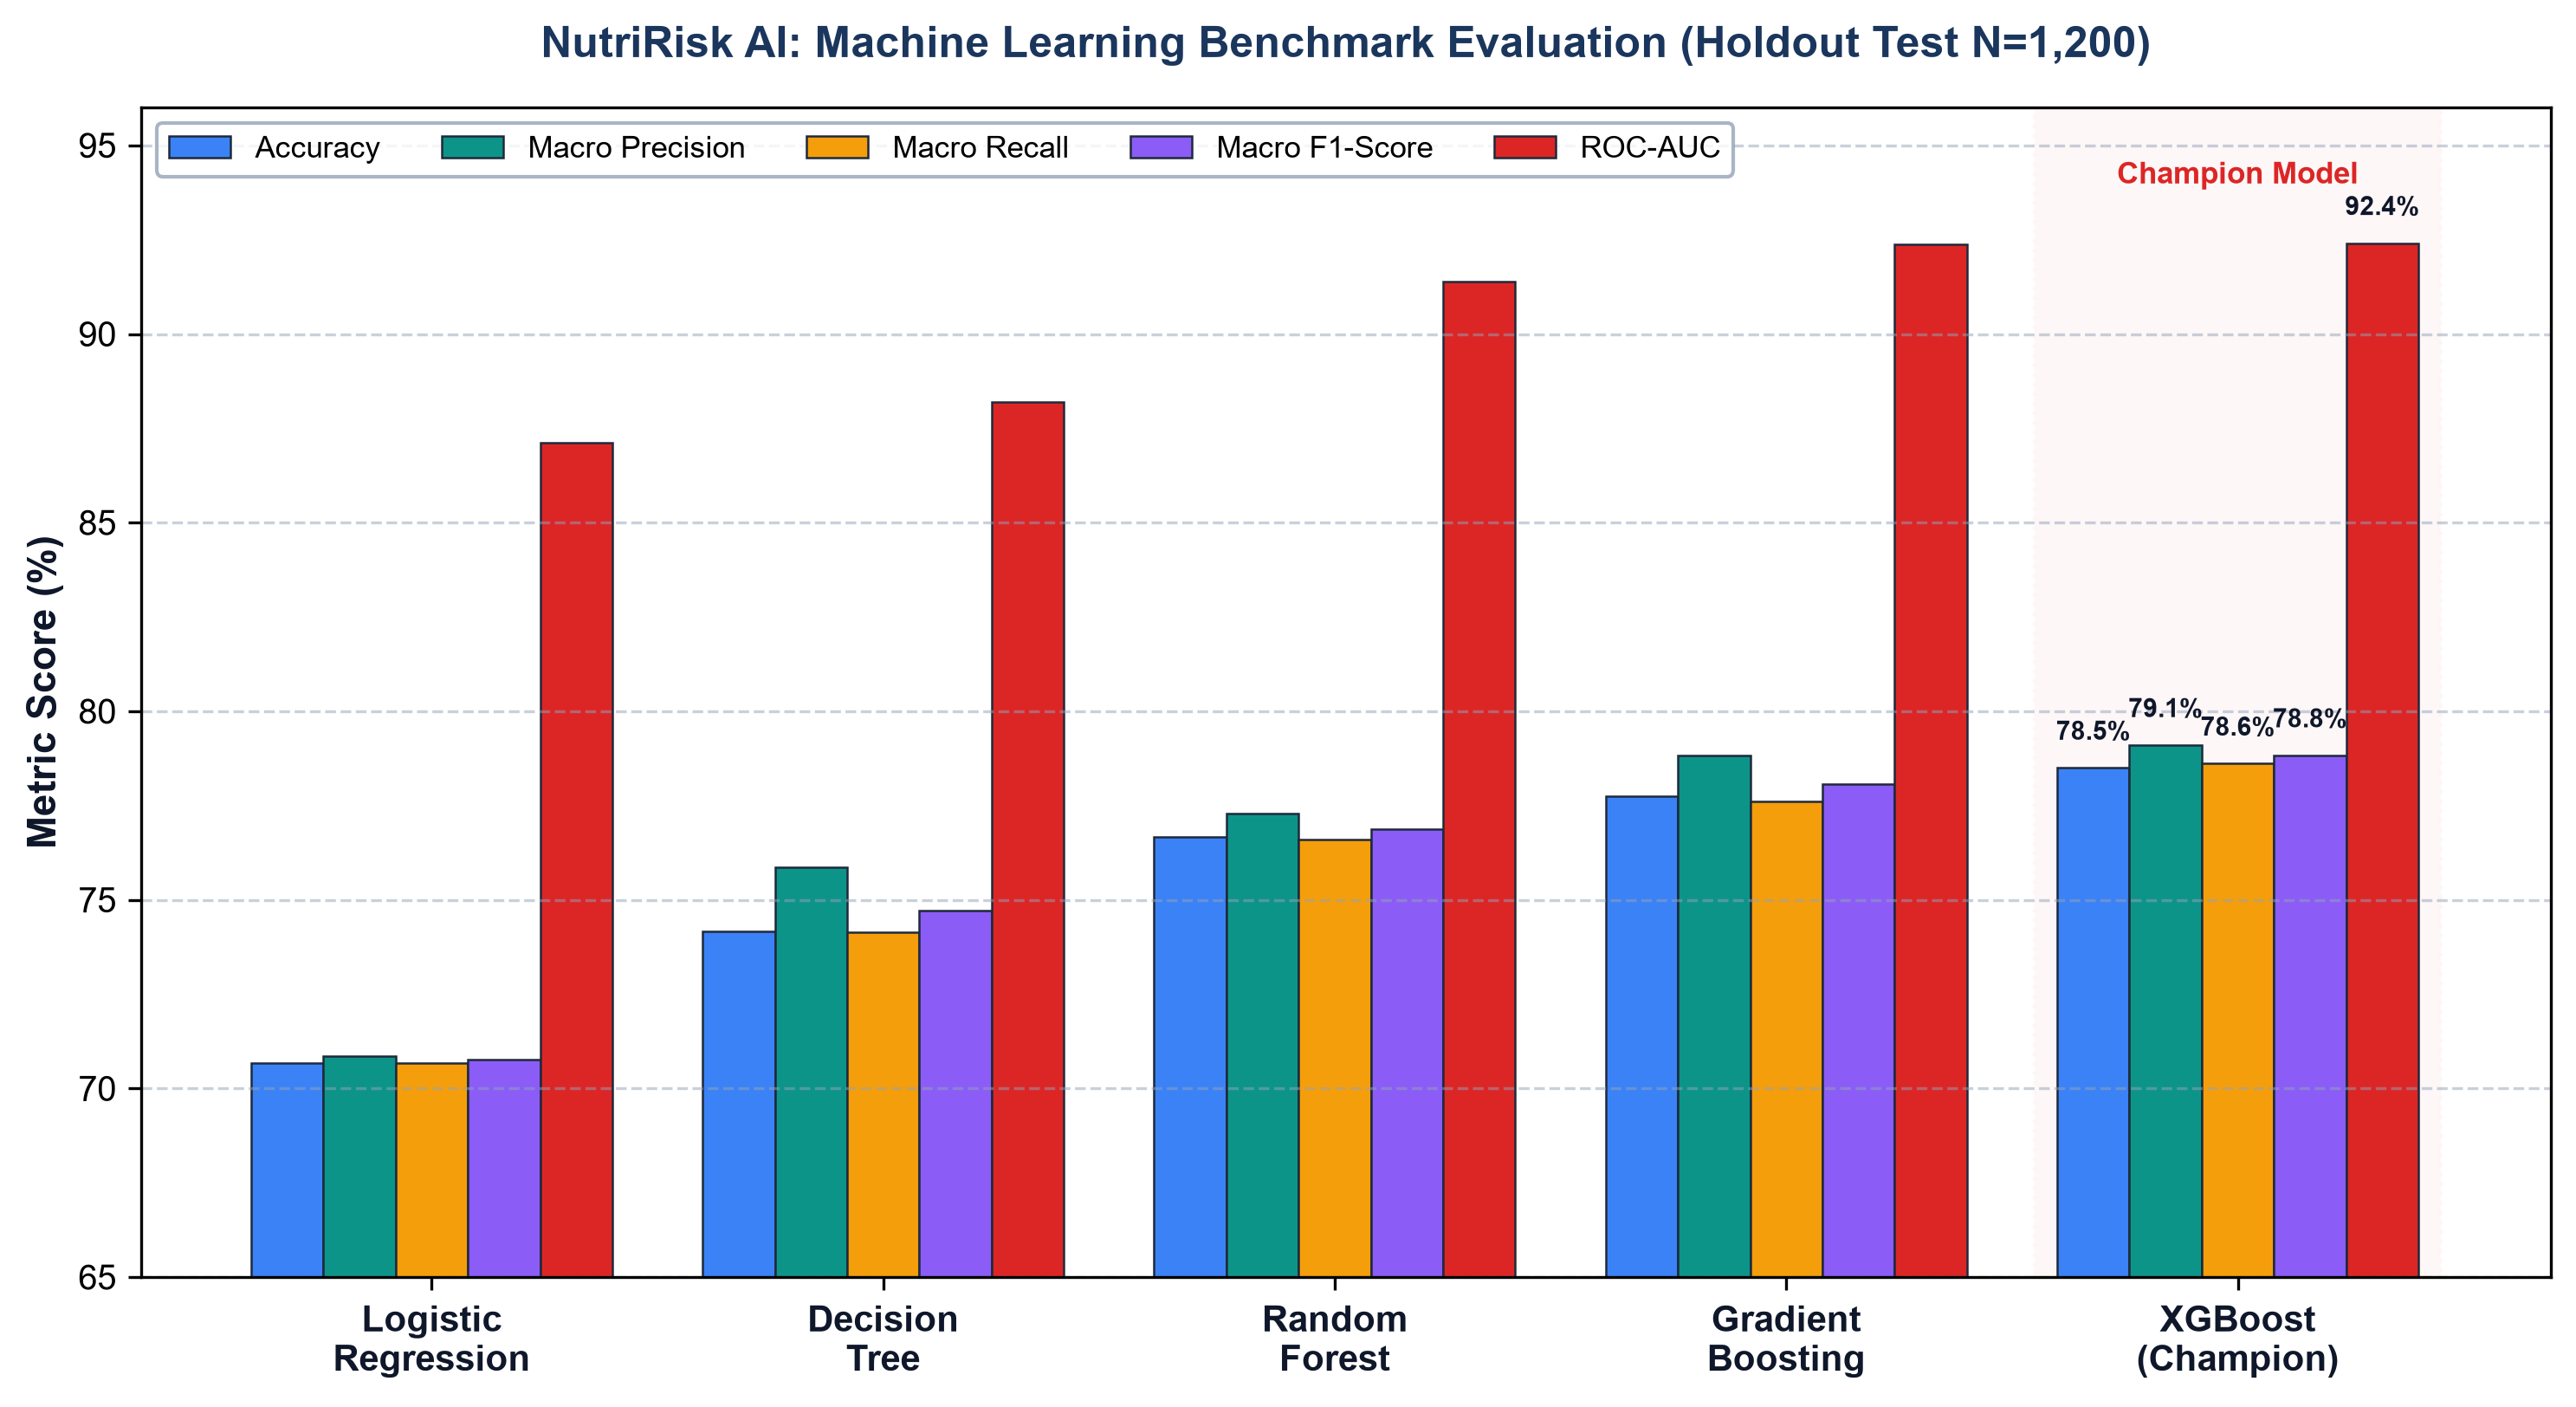 NutriRisk AI: Machine Learning Benchmark Evaluation (Holdout Test N=1,200)
Accuracy
Macro Precision
Macro Recall
Macro F1-Score
ROC-AUC
Champion Model
92.4%
78.5%
79.1%
78.6%
78.8%
Metric Score (%)
95
90
85
80
75
70
65
Logistic
Regression
Decision
Tree
Random
Forest
Gradient
Boosting
XGBoost
(Champion)